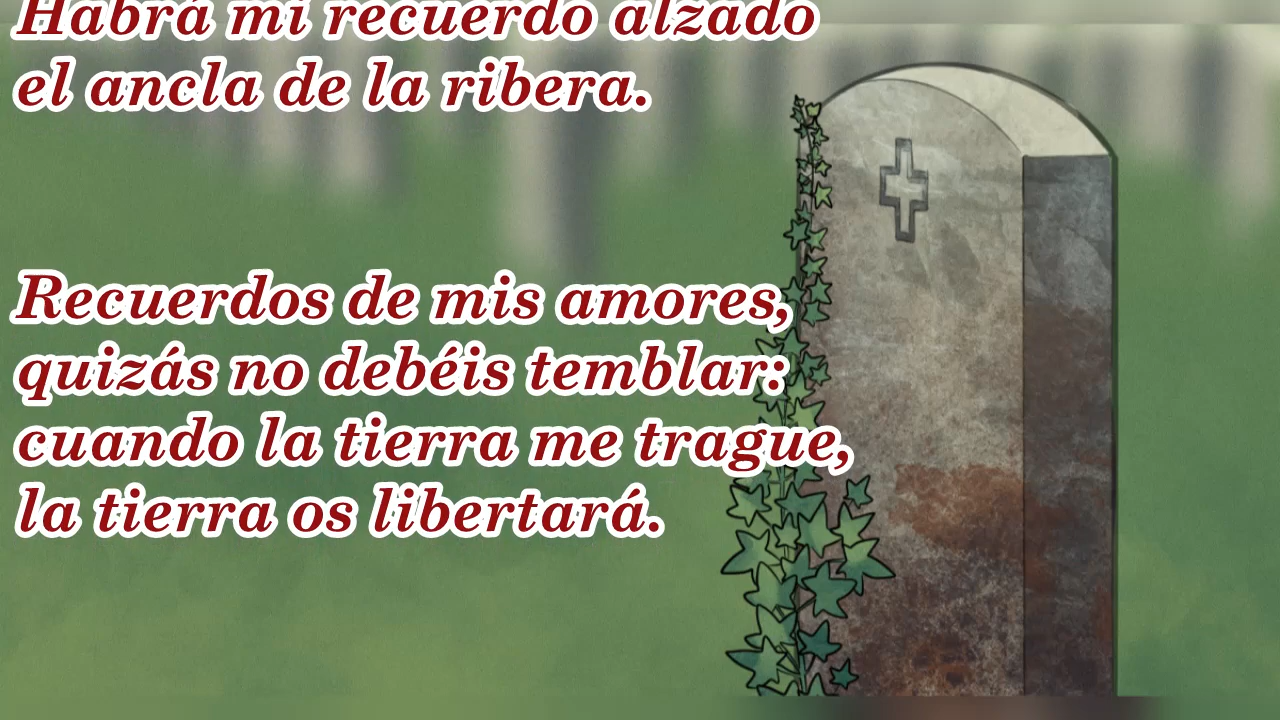 Habrá mi recuerdo alzado
el ancla de la ribera.
Recuerdos de mis amores,
quizás no debéis temblar:
cuando la tierra me trague,
la tierra os libertará.